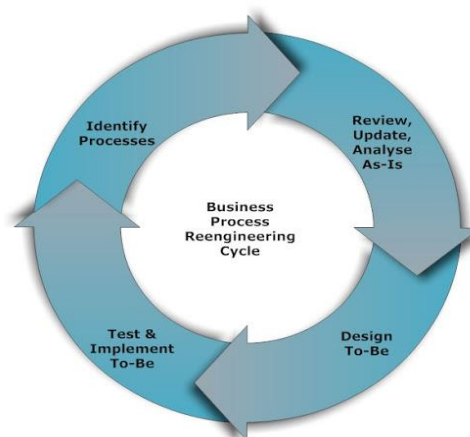 Business
Process
Reengineering
Cycle
Identify
Processes
Review,
Update,
Analyse
As-Is
Design
To-Be
Test &
Implement
To-Be